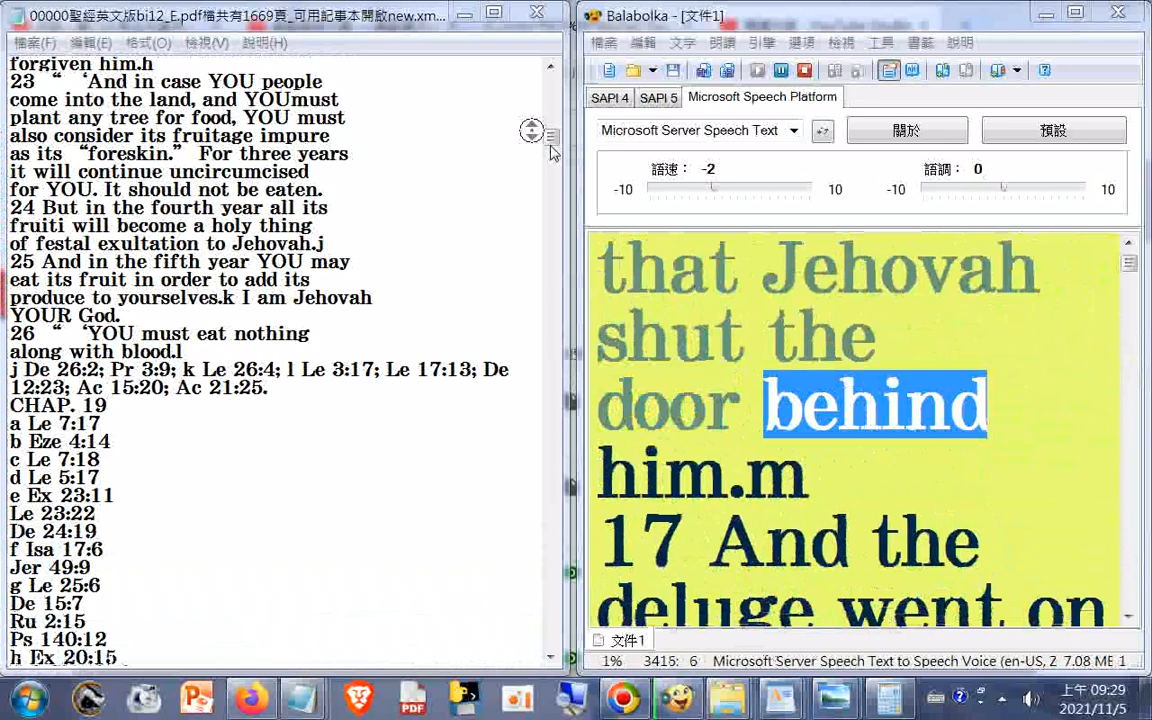 00000聖經英文版bi12_E.pdf檔共有1669頁_可用記事本開啟new.xm...
檔案(F) 編輯(E) 格式(O) 檢視(V) 說明(H)
forgiven him.h
23 “ ‘And in case YOU people
come into the land, and YOUmust
plant any tree for food, YOU must
also consider its fruitage impure
as its “foreskin.” For three years
it will continue uncircumcised
for YOU. It should not be eaten.
24 But in the fourth year all its
fruiti will become a holy thing
of festal exultation to Jehovah.j
25 And in the fifth year YOU may
eat its fruit in order to add its
produce to yourselves.k I am Jehovah
YOUR God.
26 “ ‘YOU must eat nothing
along with blood.l
j De 26:2; Pr 3:9; k Le 26:4; l Le 3:17; Le 17:13; De
12:23; Ac 15:20; Ac 21:25.
CHAP. 19
a Le 7:17
b Eze 4:14
c Le 7:18
d Le 5:17
e Ex 23:11
Le 23:22
De 24:19
f Isa 17:6
Jer 49:9
g Le 25:6
De 15:7
Ru 2:15
Ps 140:12
h Ex 20:15
Balabolka - [文件1]
檔案 編輯 文字 朗讀 引擎 選項 檢視 工具 書籤 說明
SAPI 4 SAPI 5 Microsoft Speech Platform
Microsoft Server Speech Text 關於 預設
語速: -2 語調: 0
-10 10 -10 10
that Jehovah
shut the
door behind
him.m
17 And the
deluge went on
文件1
1% 3415: 6 Microsoft Server Speech Text to Speech Voice (en-US, 2 7.08 ME 1
PDF
上午 09:29
2021/11/5